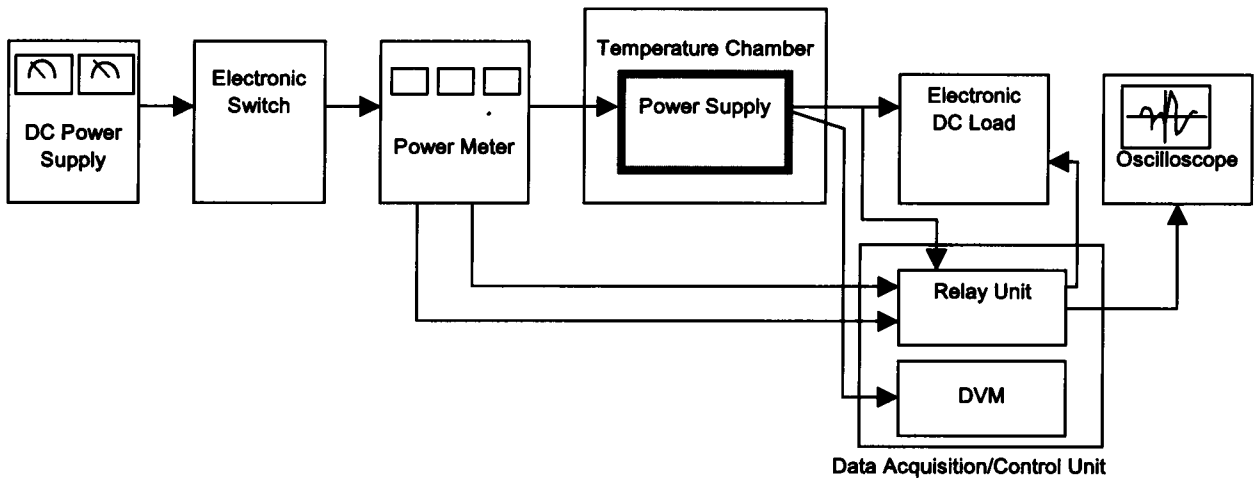 DC Power
Supply
Electronic
Switch
Power Meter
Temperature Chamber
Power Supply
Electronic
DC Load
Oscilloscope
Relay Unit
DVM
Data Acquisition/Control Unit